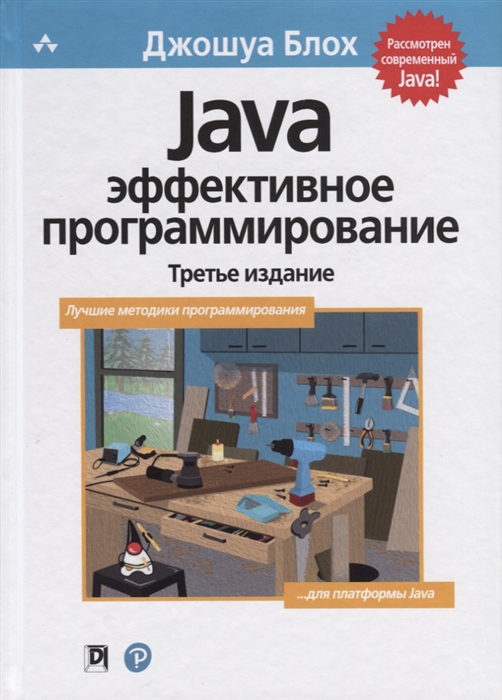 Джошуа Блох
Рассмотрен
современный
Java!
Java
эффективное
программирование
Третье издание
Лучшие методики программирования
...для платформы Java
Д
P